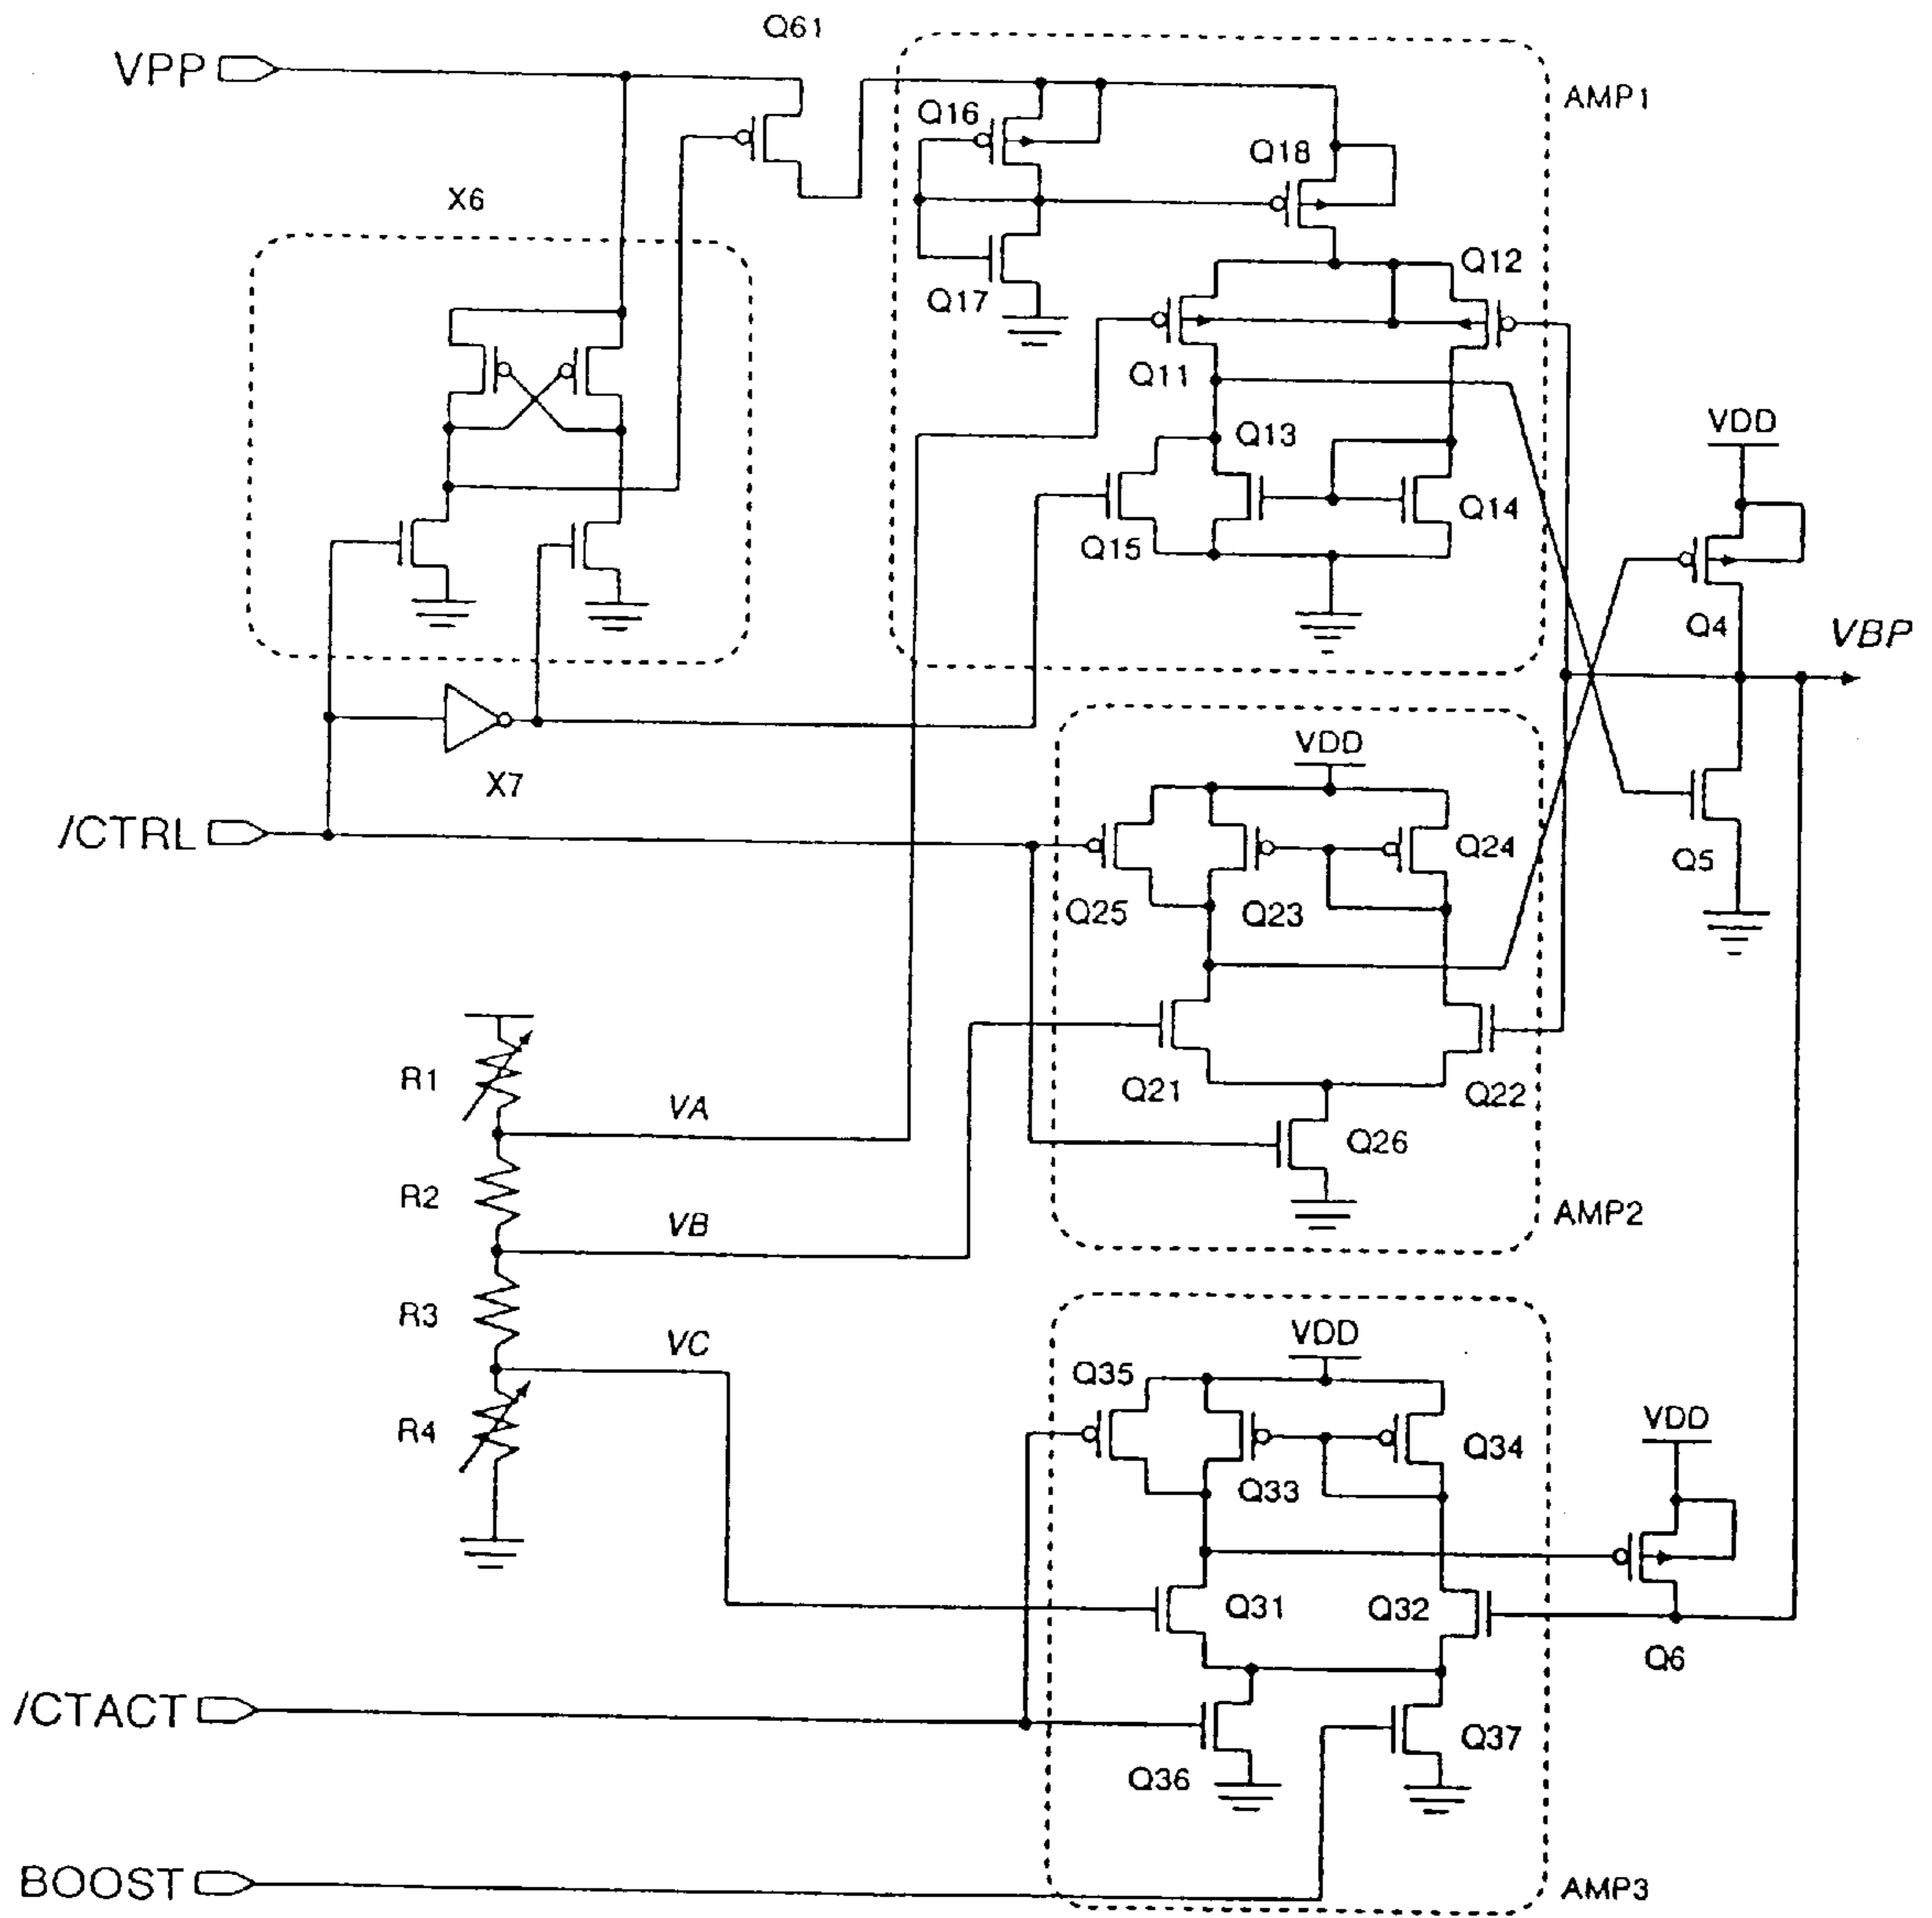 Q61
VPP
AMP1
Q16
Q18
X6
Q12
Q17
Q11
VDD
Q13
Q14
Q15
Q4
VBP
VDD
X7
/CTRL
Q24
Q5
Q25
Q23
R1
VA
Q21
Q22
Q26
R2
VB
AMP2
R3
VC
VDD
Q35
VDD
R4
Q34
Q33
Q31
Q32
Q6
/CTACT
Q37
Q36
BOOST
AMP3